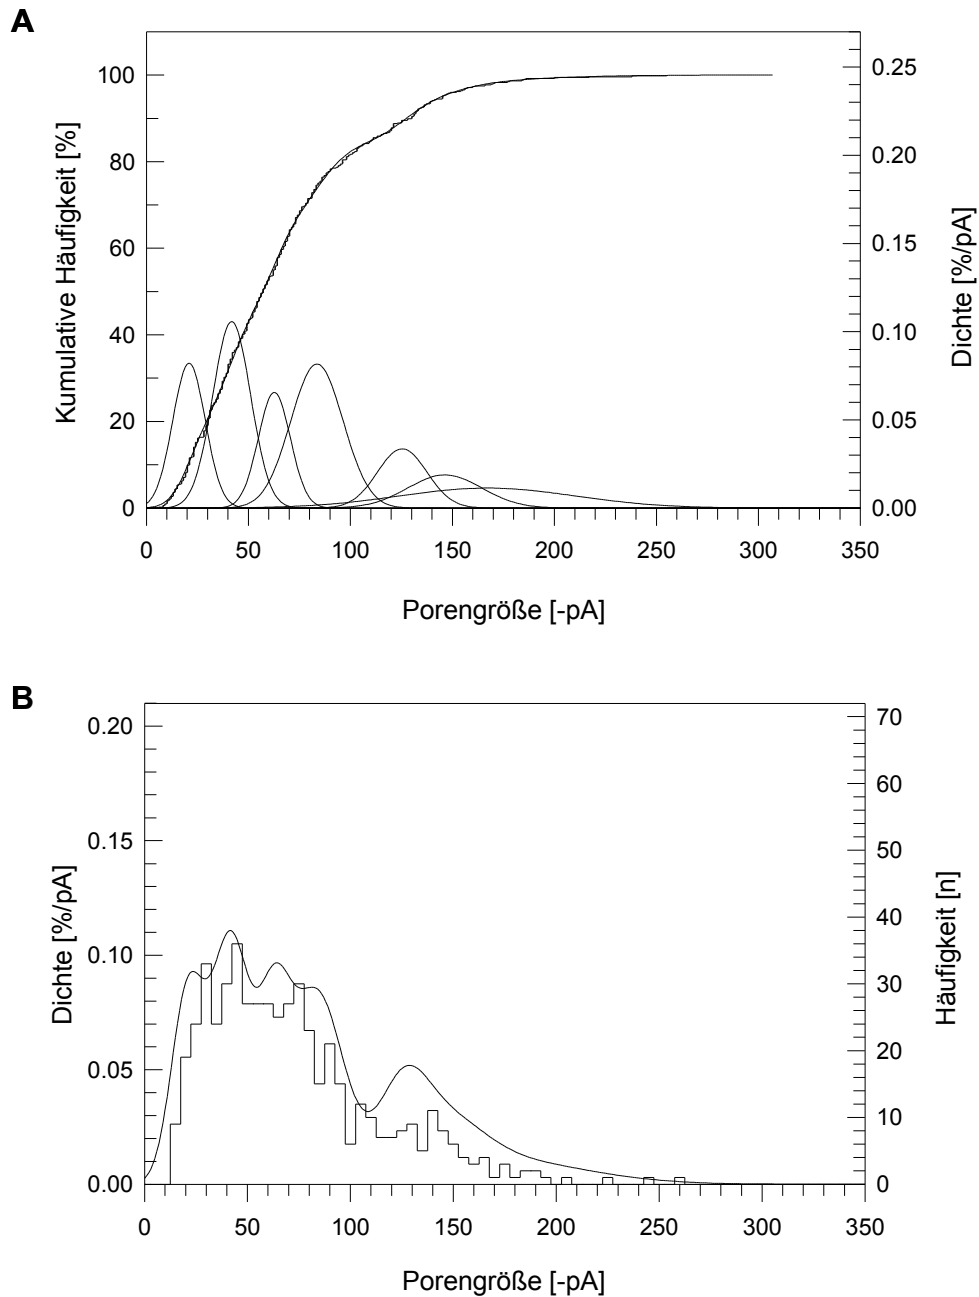 A
100
80
60
40
20
0
Kumulative Häufigkeit [%]
0.25
0.20
0.15
0.10
0.05
0.00
Dichte [%/pA]
0 50 100 150 200 250 300 350
Porengröße [-pA]
B
0.20
0.15
0.10
0.05
0.00
Dichte [%/pA]
70
60
50
40
30
20
10
0
Häufigkeit [n]
0 50 100 150 200 250 300 350
Porengröße [-pA]